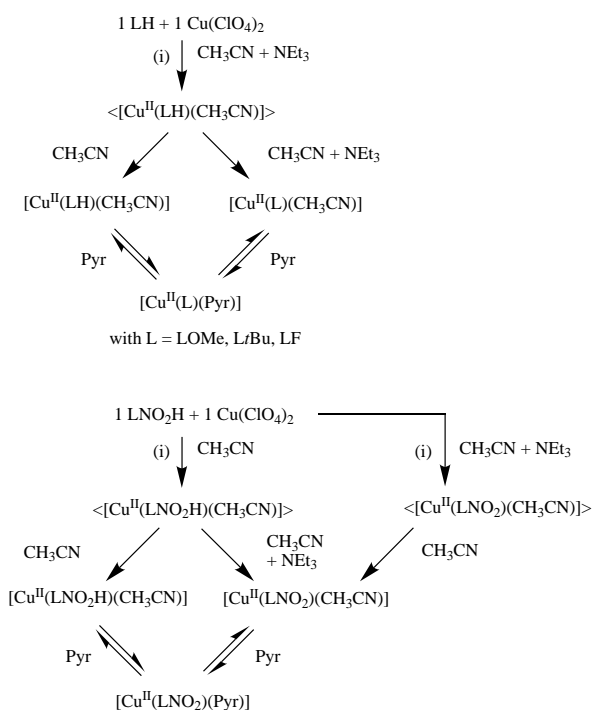 1 LH + 1 Cu(ClO4)2
(i) CH3CN + NEt3
<[CuII(LH)(CH3CN)]>
CH3CN CH3CN + NEt3
[CuII(LH)(CH3CN)] [CuII(L)(CH3CN)]
Pyr Pyr
[CuII(L)(Pyr)]
with L = LOMe, LtBu, LF
1 LNO2H + 1 Cu(ClO4)2
(i) CH3CN (i) CH3CN + NEt3
<[CuII(LNO2H)(CH3CN)]> <[CuII(LNO2)(CH3CN)]>
CH3CN CH3CN + NEt3 CH3CN
[CuII(LNO2H)(CH3CN)] [CuII(LNO2)(CH3CN)]
Pyr Pyr
[CuII(LNO2)(Pyr)]